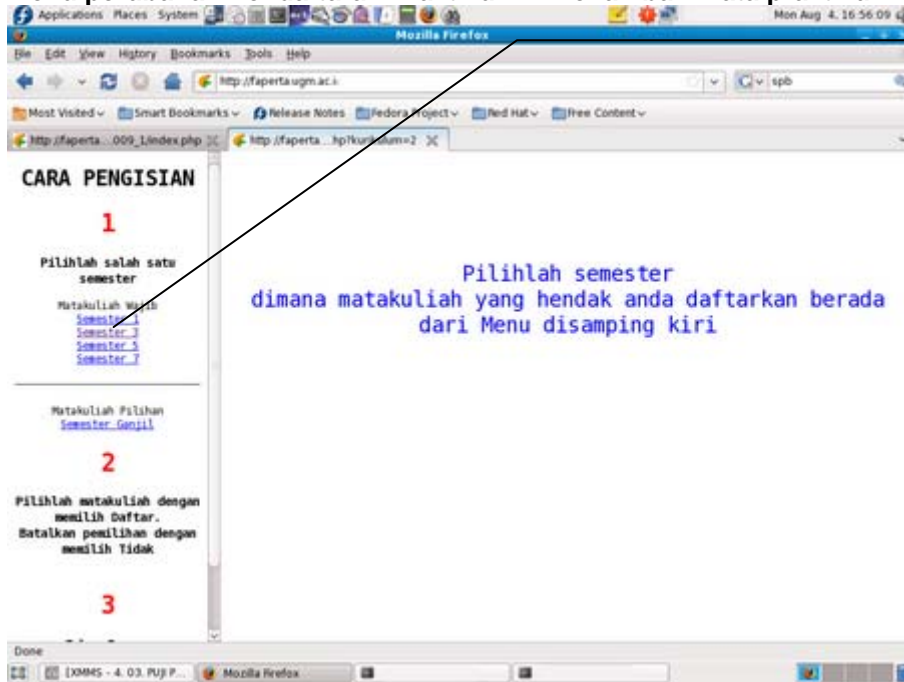 Applications Places System
Mon Aug 4, 16:56:09
Mozilla Firefox
File Edit View History Bookmarks Tools Help
http://faperta.ugm.ac.i
spb
Most Visited Smart Bookmarks Release Notes Fedora Project Red Hat Free Content
http://faperta...009_1/index.php
http://faperta...hp?kurikulum=2
CARA PENGISIAN
1
Pilihlah salah satu
semester
Matakuliah Wajib
Semester 1
Semester 3
Semester 5
Semester 7
Matakuliah Pilihan
Semester Ganjil
2
Pilihlah matakuliah dengan
memilih Daftar.
Batalkan pemilihan dengan
memilih Tidak
3
Pilihlah semester
dimana matakuliah yang hendak anda daftarkan berada
dari Menu disamping kiri
Done
[XMMS - 4. 03. PUJI P...
Mozilla Firefox